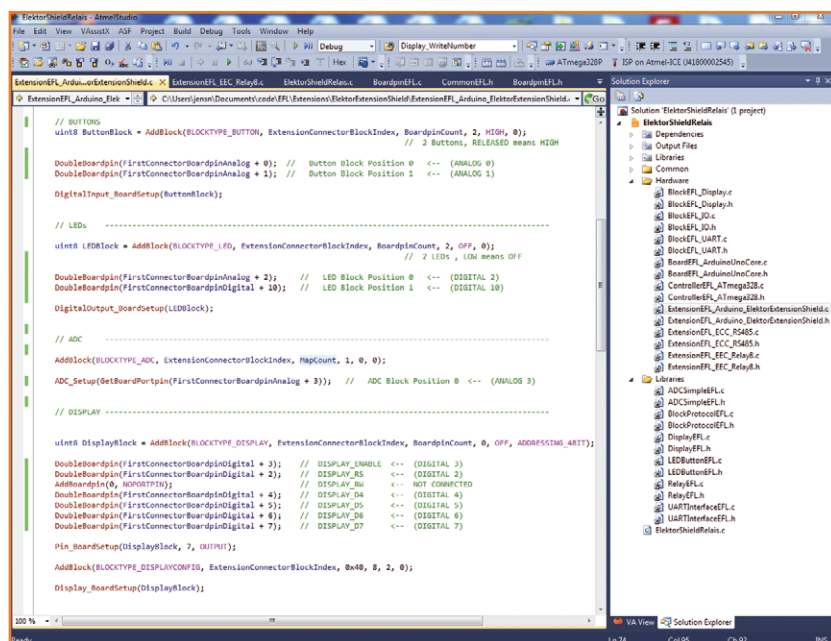 ElektorShieldRelais - AtmelStudio
File Edit View VAssistX ASF Project Build Debug Tools Window Help
Debug Display_WriteNumber
Hex ATmega328P ISP on Atmel-ICE (J41800002545)
ExtensionEFL_Ardui...orExtensionShield.c ExtensionEFL_EEC_Relay8.c ElektorShieldRelais.c BoardpinEFL.c CommonEFL.h BoardpinEFL.h
ExtensionEFL_Arduino_Elek C:\Users\jensn\Documents\code\EFL\Extensions\ElektorExtensionShield\ExtensionEFL_Arduino_ElektorExtensionShield. Go
// BUTTONS
uint8 ButtonBlock = AddBlock(BLOCKTYPE_BUTTON, ExtensionConnectorBlockIndex, BoardpinCount, 2, HIGH, 0);
// 2 Buttons, RELEASED means HIGH
DoubleBoardpin(FirstConnectorBoardpinAnalog + 0); // Button Block Position 0 <-- (ANALOG 0)
DoubleBoardpin(FirstConnectorBoardpinAnalog + 1); // Button Block Position 1 <-- (ANALOG 1)
DigitalInput_BoardSetup(ButtonBlock);
// LEDs
uint8 LEDBlock = AddBlock(BLOCKTYPE_LED, ExtensionConnectorBlockIndex, BoardpinCount, 2, OFF, 0);
// 2 LEDs , LOW means OFF
DoubleBoardpin(FirstConnectorBoardpinAnalog + 2); // LED Block Position 0 <-- (DIGITAL 2)
DoubleBoardpin(FirstConnectorBoardpinDigital + 10); // LED Block Position 1 <-- (DIGITAL 10)
DigitalOutput_BoardSetup(LEDBlock);
// ADC
AddBlock(BLOCKTYPE_ADC, ExtensionConnectorBlockIndex, MapCount, 1, 0, 0);
ADC_Setup(GetBoardPortpin(FirstConnectorBoardpinAnalog + 3)); // ADC Block Position 0 <-- (ANALOG 3)
// DISPLAY
uint8 DisplayBlock = AddBlock(BLOCKTYPE_DISPLAY, ExtensionConnectorBlockIndex, BoardpinCount, 0, OFF, ADDRESSING_4BIT);
DoubleBoardpin(FirstConnectorBoardpinDigital + 3); // DISPLAY_ENABLE <-- (DIGITAL 3)
DoubleBoardpin(FirstConnectorBoardpinDigital + 2); // DISPLAY_RS <-- (DIGITAL 2)
AddBoardpin(0, NOPORTPIN); // DISPLAY_RW <-- NOT CONNECTED
DoubleBoardpin(FirstConnectorBoardpinDigital + 4); // DISPLAY_D4 <-- (DIGITAL 4)
DoubleBoardpin(FirstConnectorBoardpinDigital + 5); // DISPLAY_D5 <-- (DIGITAL 5)
DoubleBoardpin(FirstConnectorBoardpinDigital + 6); // DISPLAY_D6 <-- (DIGITAL 6)
DoubleBoardpin(FirstConnectorBoardpinDigital + 7); // DISPLAY_D7 <-- (DIGITAL 7)
Pin_BoardSetup(DisplayBlock, 7, OUTPUT);
AddBlock(BLOCKTYPE_DISPLAYCONFIG, ExtensionConnectorBlockIndex, 0x40, 8, 2, 0);
Display_BoardSetup(DisplayBlock);
100 %
Ready Ln 74 Col 95 Ch 92 INS
Solution Explorer
Solution 'ElektorShieldRelais' (1 project)
ElektorShieldRelais
Dependencies
Output Files
Libraries
Common
Hardware
BlockEFL_Display.c
BlockEFL_Display.h
BlockEFL_IO.c
BlockEFL_IO.h
BlockEFL_UART.c
BlockEFL_UART.h
BoardEFL_ArduinoUnoCore.c
BoardEFL_ArduinoUnoCore.h
ControllerEFL_ATmega328.c
ControllerEFL_ATmega328.h
ExtensionEFL_Arduino_ElektorExtensionShield.c
ExtensionEFL_Arduino_ElektorExtensionShield.h
ExtensionEFL_ECC_RS485.c
ExtensionEFL_ECC_RS485.h
ExtensionEFL_EEC_Relay8.c
ExtensionEFL_EEC_Relay8.h
Libraries
ADCSimpleEFL.c
ADCSimpleEFL.h
BlockProtocolEFL.c
BlockProtocolEFL.h
DisplayEFL.c
DisplayEFL.h
LEDButtonEFL.c
LEDButtonEFL.h
RelayEFL.c
RelayEFL.h
UARTInterfaceEFL.c
UARTInterfaceEFL.h
ElektorShieldRelais.c
VA View Solution Explorer